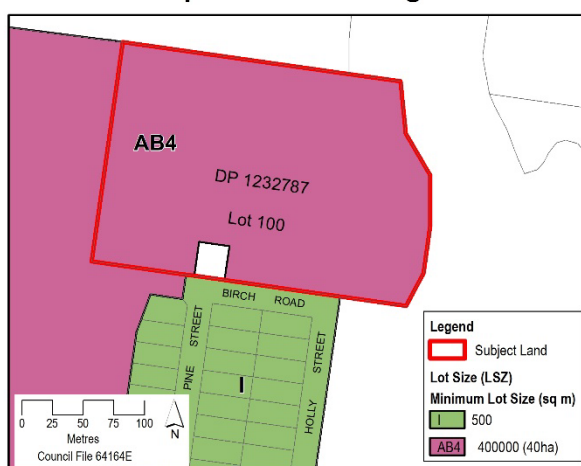 AB4
DP 1232787
Lot 100
BIRCH ROAD
PINE STREET
HOLLY STREET
I
Legend
Subject Land
Lot Size (LSZ)
Minimum Lot Size (sq m)
I 500
AB4 400000 (40ha)
0 25 50 75 100
Metres
N
Council File 64164E